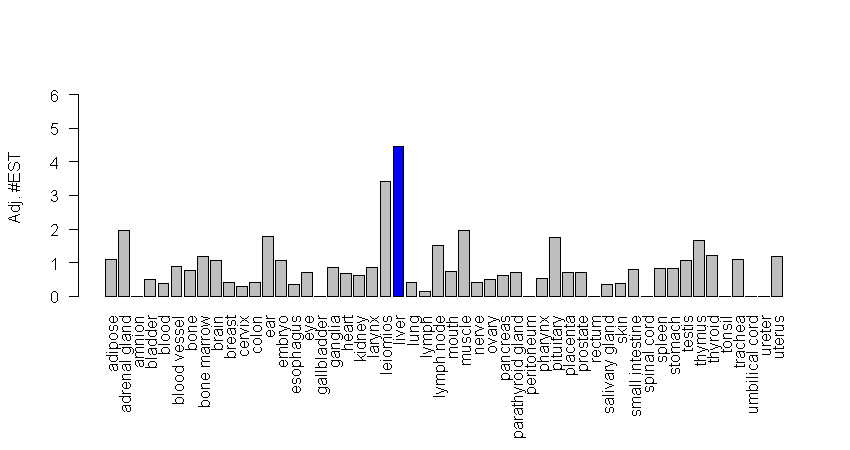 Adj. #EST
6
5
4
3
2
1
0
adipose
adrenal gland
amnion
bladder
blood
blood vessel
bone
bone marrow
brain
breast
cervix
colon
ear
embryo
esophagus
eye
gallbladder
ganglia
heart
kidney
larynx
leiomios
liver
lung
lymph
lymph node
mouth
muscle
nerve
ovary
pancreas
parathyroid gland
peritoneum
pharynx
pituitary
placenta
prostate
rectum
salivary gland
skin
small intestine
spinal cord
spleen
stomach
testis
thymus
thyroid
tonsil
trachea
umbilical cord
ureter
uterus